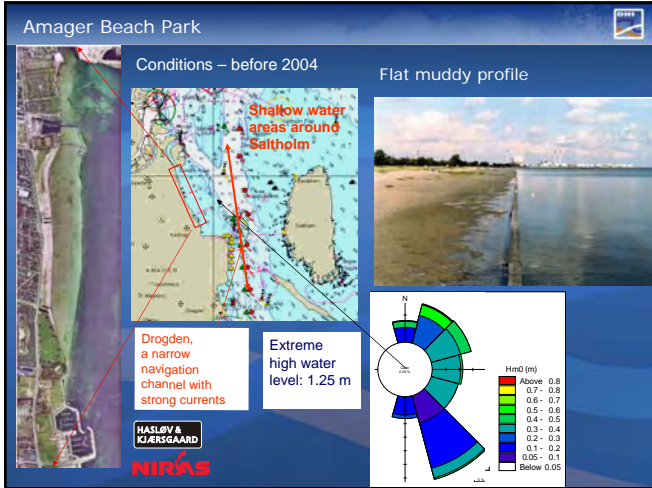 Amager Beach Park
DHI
Conditions – before 2004
Flat muddy profile
Shallow water
areas around
Saltholm
Drogden,
a narrow
navigation
channel with
strong currents
Extreme
high water
level: 1.25 m
HASLØV &
KJÆRSGAARD
NIRAS
N
Hm0 (m)
Above 0.8
0.7 - 0.8
0.6 - 0.7
0.5 - 0.6
0.4 - 0.5
0.3 - 0.4
0.2 - 0.3
0.1 - 0.2
0.05 - 0.1
Below 0.05